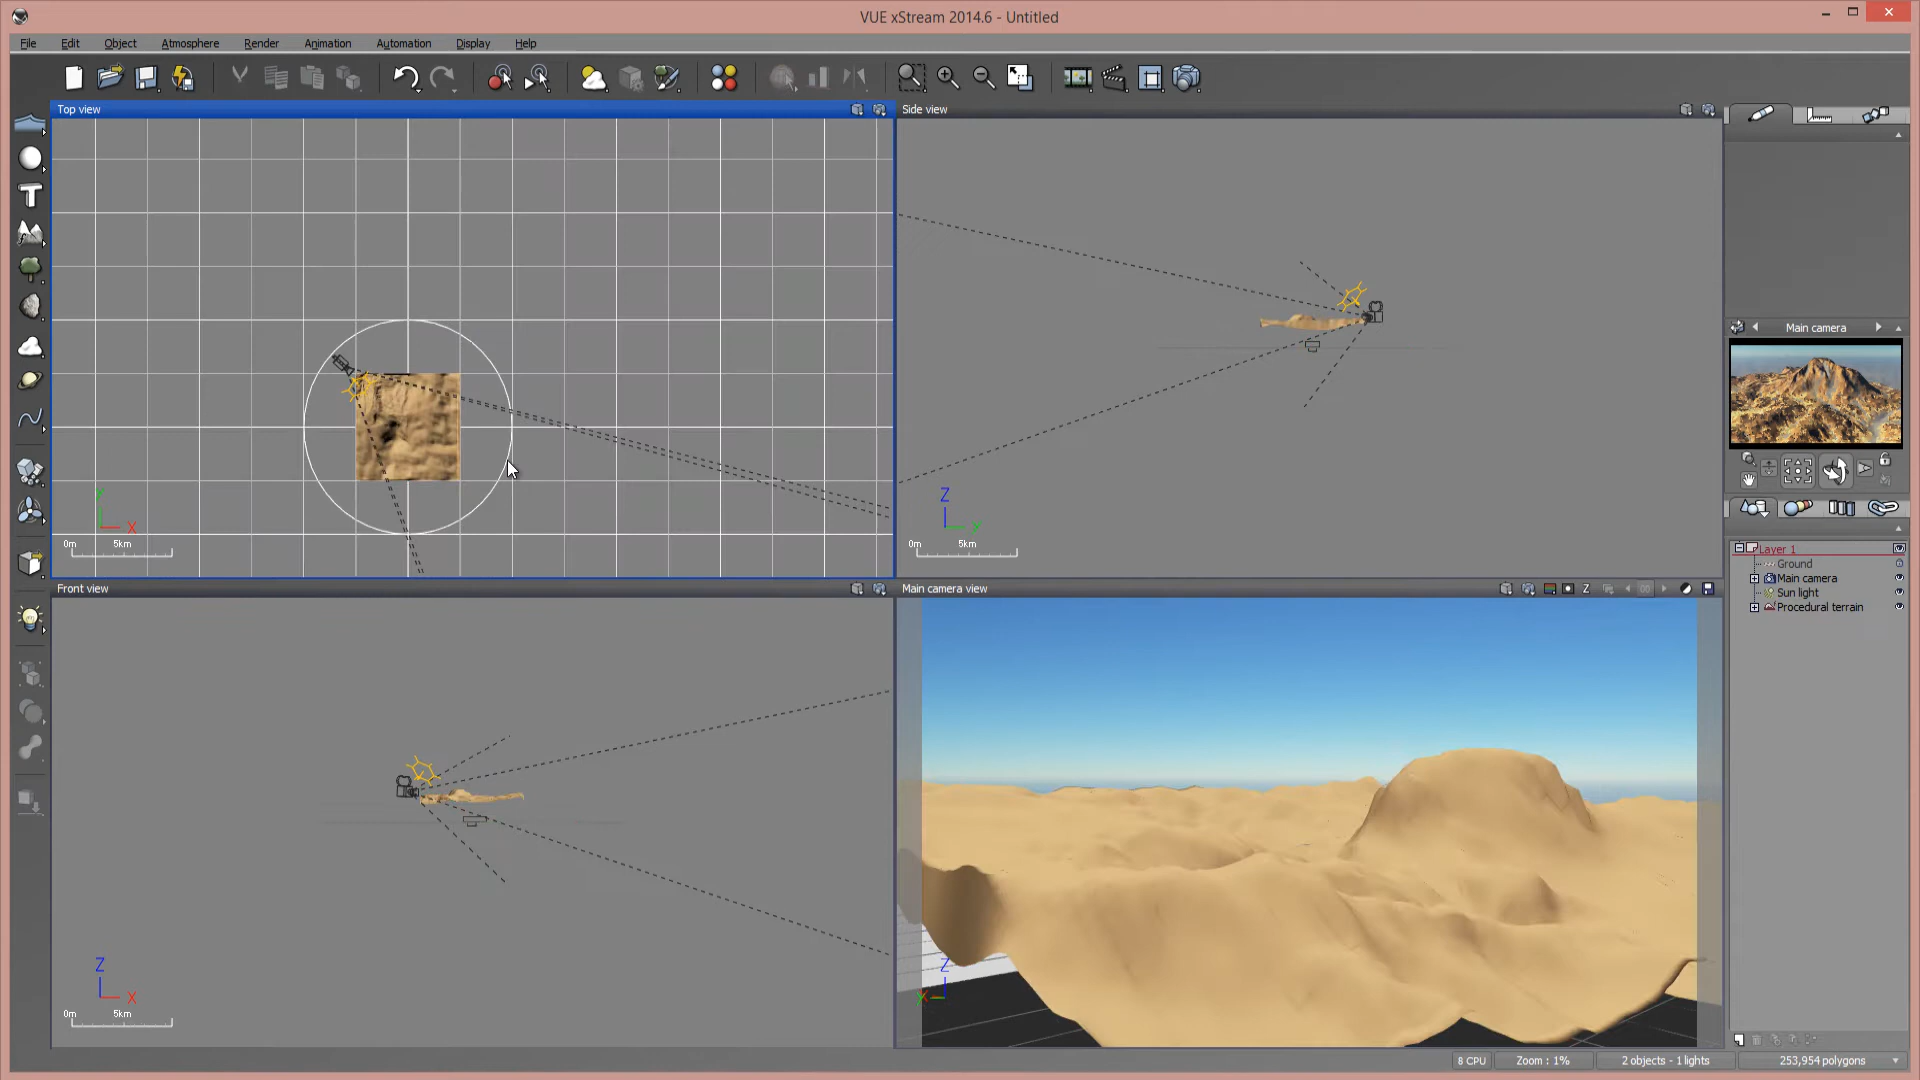 VUE xStream 2014.6 - Untitled
File Edit Object Atmosphere Render Animation Automation Display Help
Top view
Side view
Main camera
Y
X
0m 5km
Z
Y
0m 5km
Layer 1
Ground
Main camera
Sun light
Procedural terrain
Front view
Main camera view
Z
Z
X
0m 5km
Z
X
8 CPU
Zoom : 1%
2 objects - 1 lights
253,954 polygons